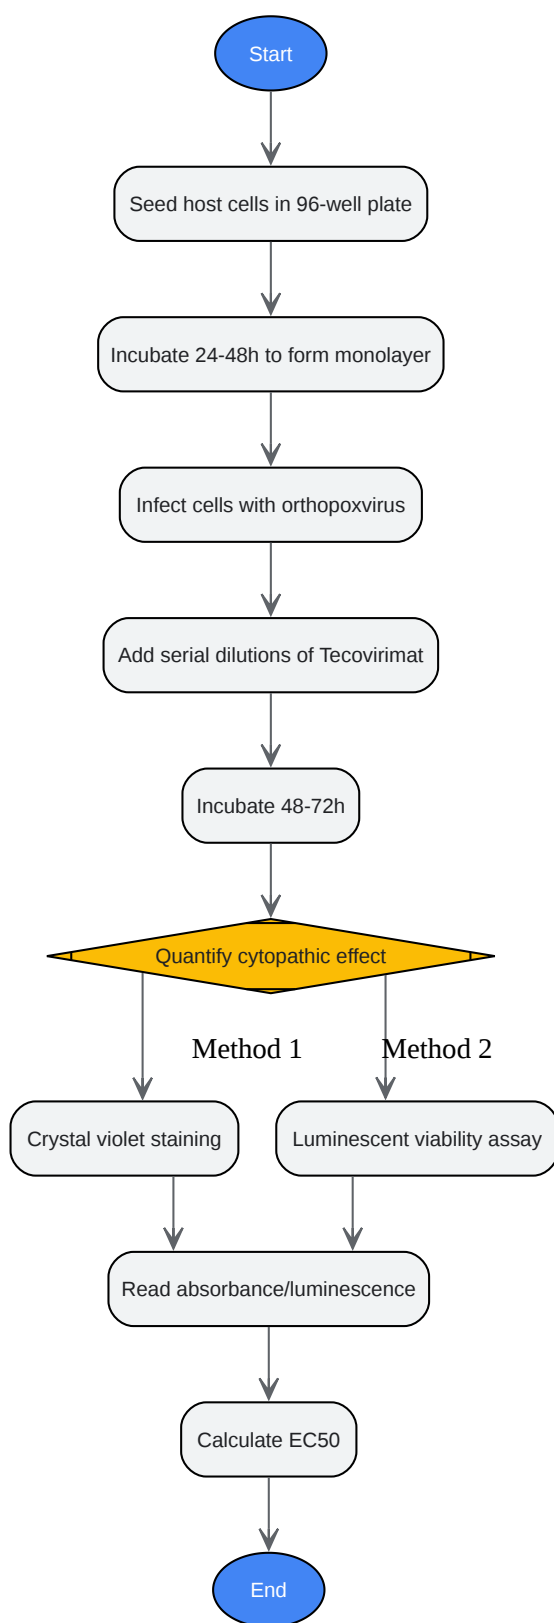 Start
Seed host cells in 96-well plate
Incubate 24-48h to form monolayer
Infect cells with orthopoxvirus
Add serial dilutions of Tecovirimat
Incubate 48-72h
Quantify cytopathic effect
Method 1
Method 2
Crystal violet staining
Luminescent viability assay
Read absorbance/luminescence
Calculate EC50
End